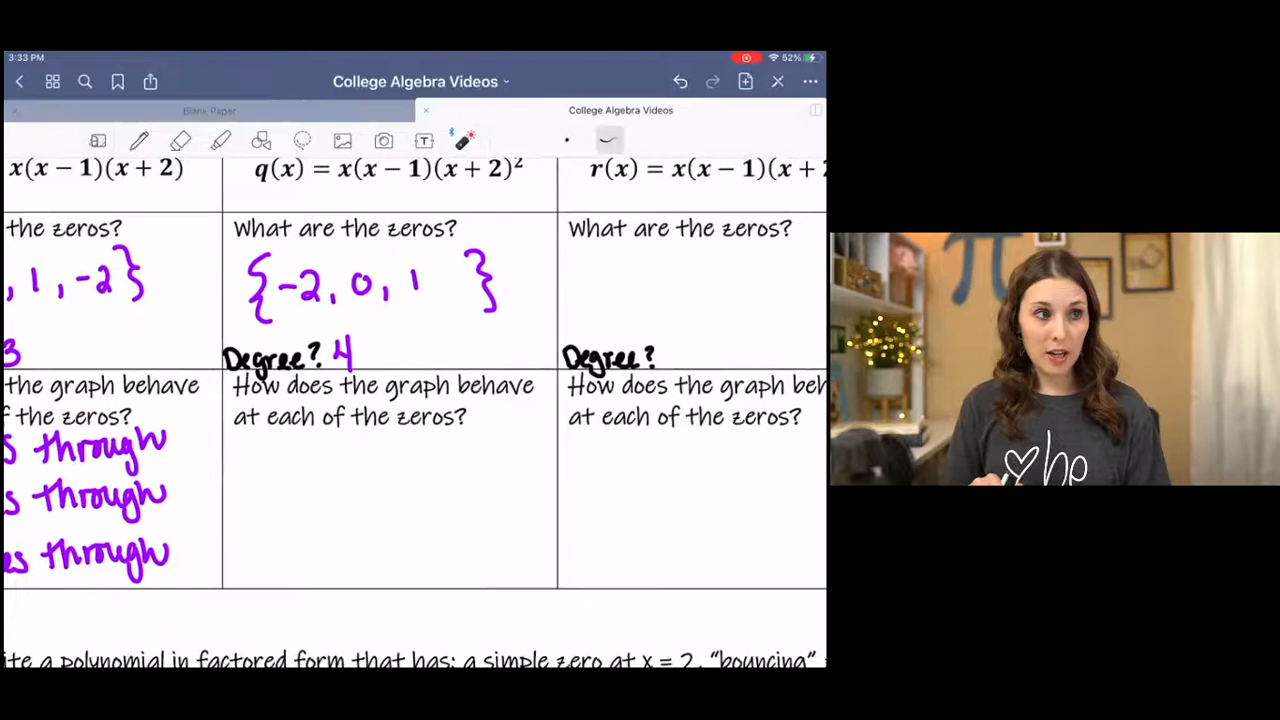 3:33 PM
52%
College Algebra Videos
Blank Paper
College Algebra Videos
x(x − 1)(x + 2)
q(x) = x(x − 1)(x + 2)²
r(x) = x(x − 1)(x + 2
the zeros?
What are the zeros?
What are the zeros?
, 1, -2}
{-2, 0, 1 }
3
Degree? 4
Degree?
the graph behave
How does the graph behave
How does the graph beh
f the zeros?
at each of the zeros?
at each of the zeros?
s through
s through
es through
ite a polynomial in factored form that has: a simple zero at x = 2, "bouncing"